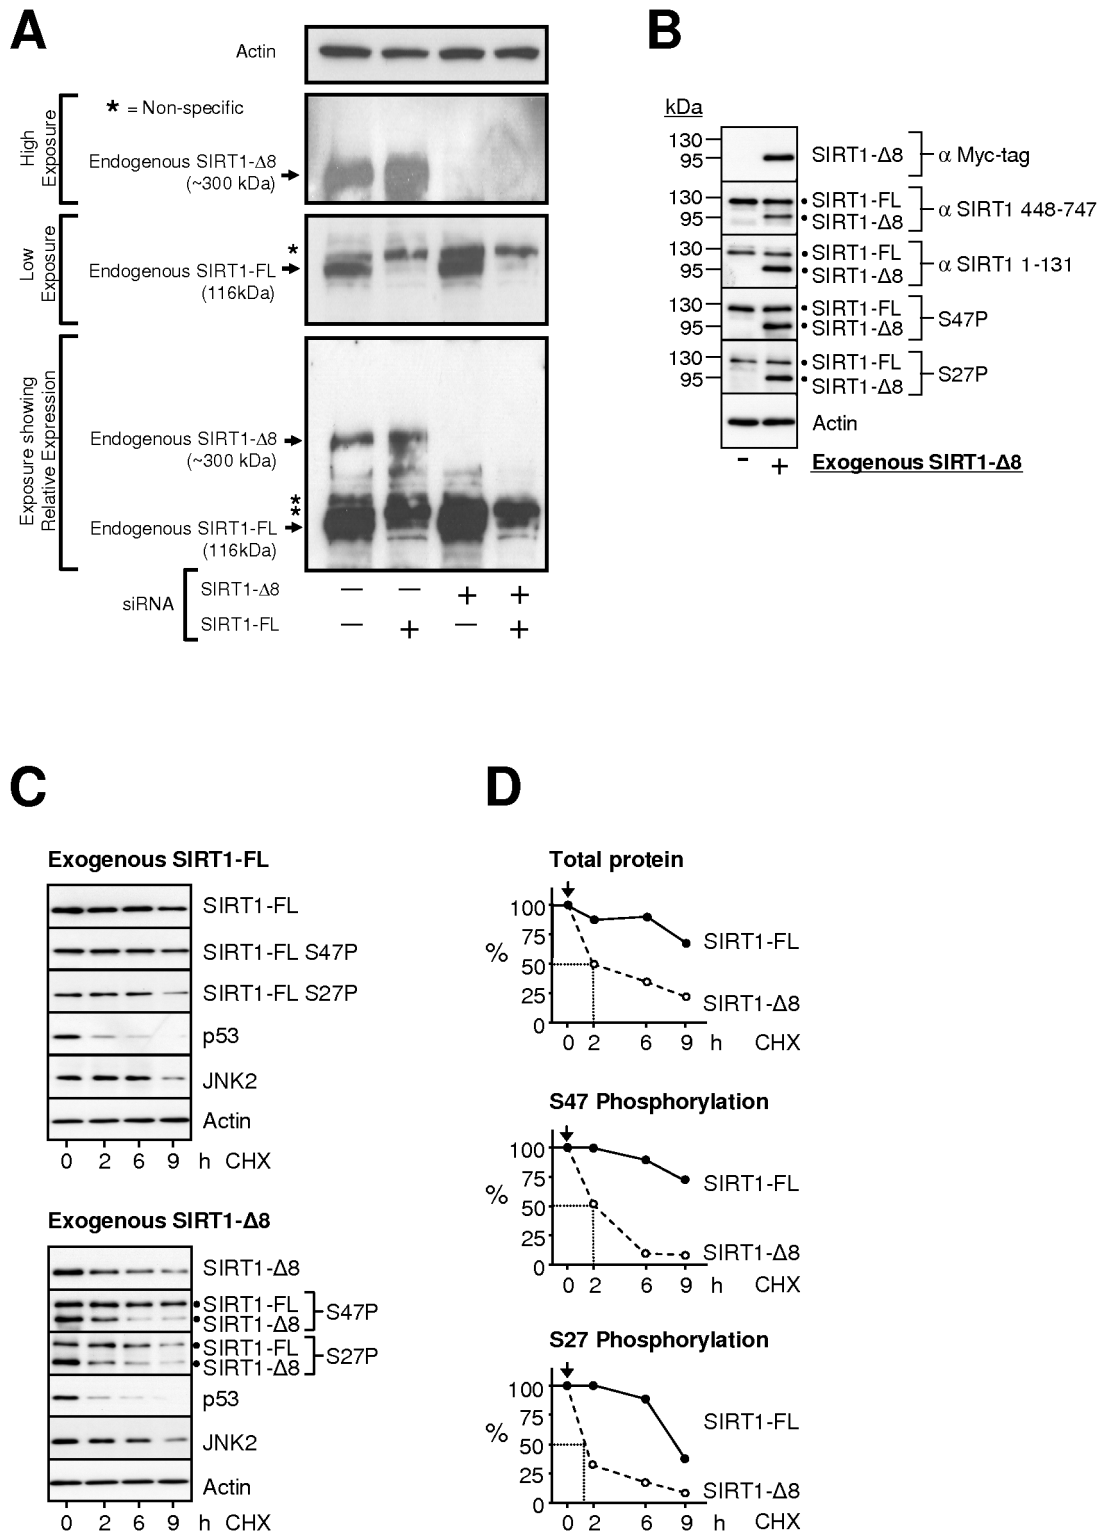 A
Actin
* = Non-specific
High
Exposure
Endogenous SIRT1-Δ8
(~300 kDa)
Low
Exposure
*
Endogenous SIRT1-FL
(116kDa)
Exposure showing
Relative Expression
Endogenous SIRT1-Δ8
(~300 kDa)
*
*
Endogenous SIRT1-FL
(116kDa)
siRNA
SIRT1-Δ8 — — + +
SIRT1-FL — + — +
B
kDa
130
95
SIRT1-Δ8
α Myc-tag
130
95
SIRT1-FL
SIRT1-Δ8
α SIRT1 448-747
130
95
SIRT1-FL
SIRT1-Δ8
α SIRT1 1-131
130
95
SIRT1-FL
SIRT1-Δ8
S47P
130
95
SIRT1-FL
SIRT1-Δ8
S27P
Actin
- + Exogenous SIRT1-Δ8
C
Exogenous SIRT1-FL
SIRT1-FL
SIRT1-FL S47P
SIRT1-FL S27P
p53
JNK2
Actin
0 2 6 9 h CHX
Exogenous SIRT1-Δ8
SIRT1-Δ8
SIRT1-FL
SIRT1-Δ8
S47P
SIRT1-FL
SIRT1-Δ8
S27P
p53
JNK2
Actin
0 2 6 9 h CHX
D
Total protein
100
75
50
25
0
%
SIRT1-FL
SIRT1-Δ8
0 2 6 9 h CHX
S47 Phosphorylation
100
75
50
25
0
%
SIRT1-FL
SIRT1-Δ8
0 2 6 9 h CHX
S27 Phosphorylation
100
75
50
25
0
%
SIRT1-FL
SIRT1-Δ8
0 2 6 9 h CHX